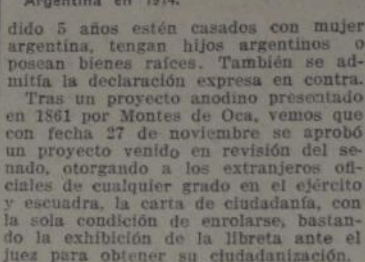 Argentina en 1914.
dido 5 años estén casados con mujer
argentina, tengan hijos argentinos o
posean bienes raíces. También se ad-
mitía la declaración expresa en contra.
Tras un proyecto anodino presentado
en 1861 por Montes de Oca, vemos que
con fecha 27 de noviembre se aprobó
un proyecto venido en revisión del se-
nado, otorgando a los extranjeros ofi-
ciales de cualquier grado en el ejército
y escuadra, la carta de ciudadanía, con
la sola condición de enrolarse, bastan-
do la exhibición de la libreta ante el
juez para obtener su ciudadanización.